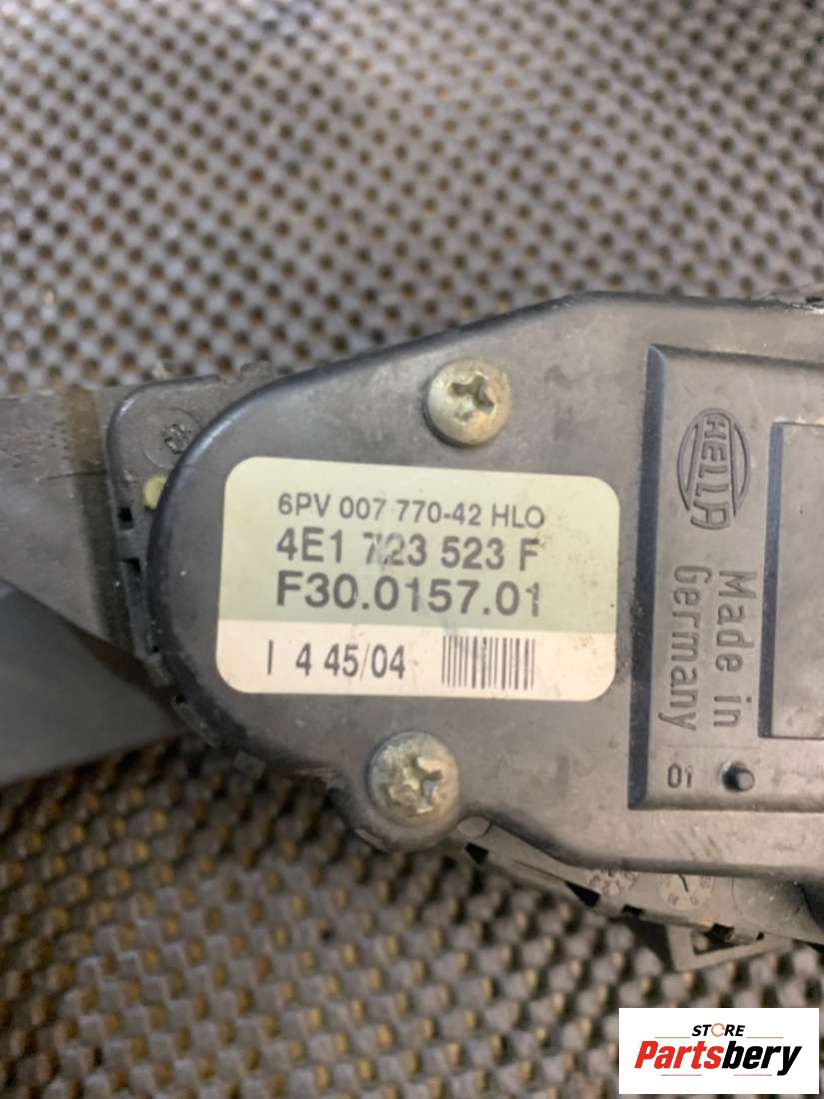 6PV 007 770-42 HLO
4E1 723 523 F
F30.0157.01
I 4 45/04
HELLA
Made in
Germany
01
STORE
Partsbery